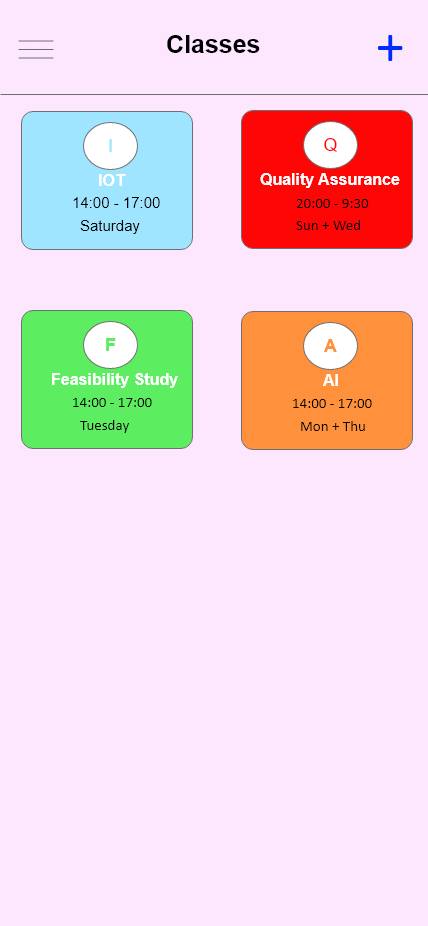 Classes
I
IOT
14:00 - 17:00
Saturday
Q
Quality Assurance
20:00 - 9:30
Sun + Wed
F
Feasibility Study
14:00 - 17:00
Tuesday
A
AI
14:00 - 17:00
Mon + Thu